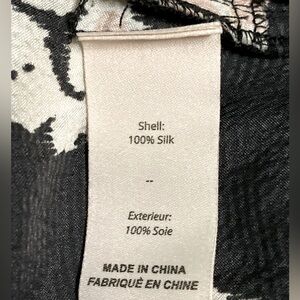 Shell:
100% Silk
--
Exterieur:
100% Soie
MADE IN CHINA
FABRIQUÉ EN CHINE